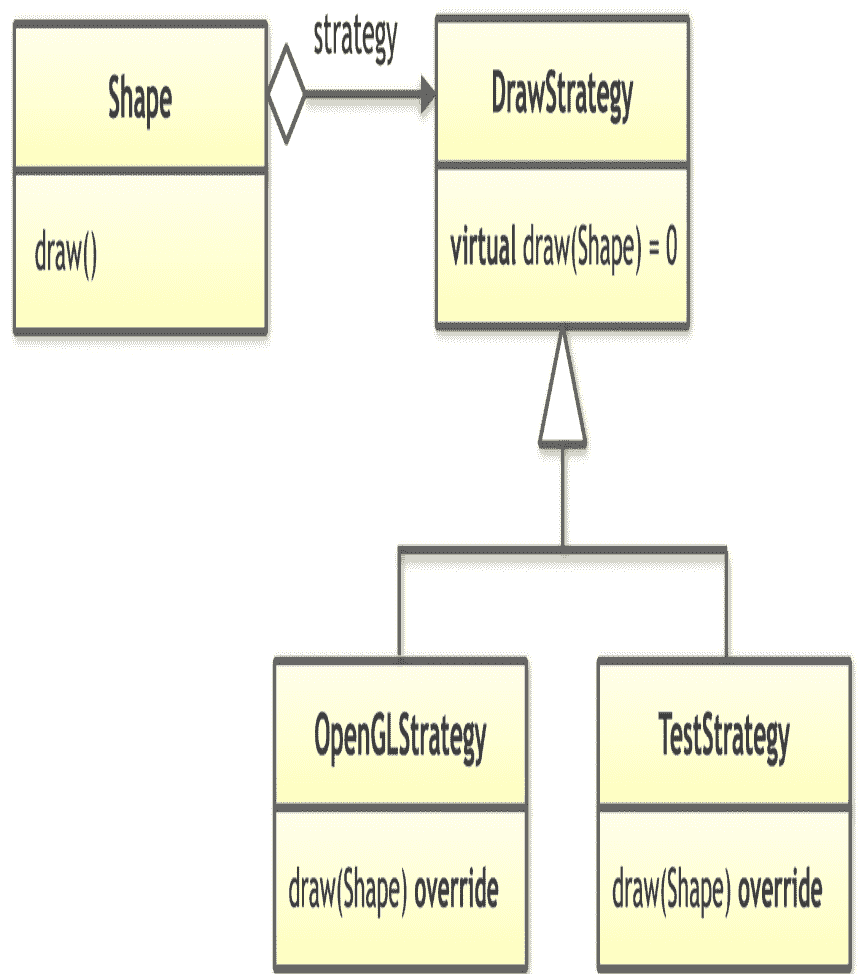 strategy
Shape
DrawStrategy
draw()
virtual draw(Shape) = 0
OpenGLStrategy
TestStrategy
draw(Shape) override
draw(Shape) override